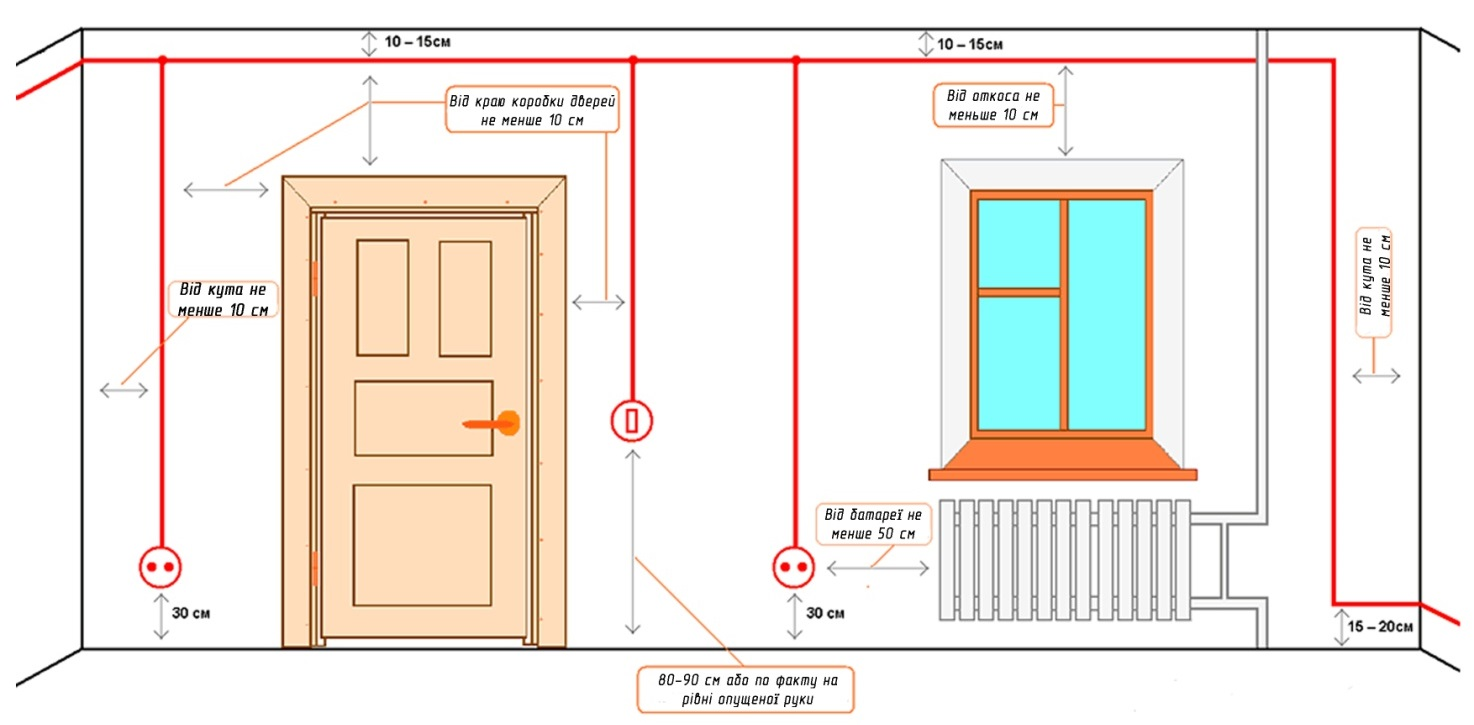 10 – 15см
10 – 15см
Від краю коробки дверей
не менше 10 см
Від откоса не
меньше 10 см
Від кута не
менше 10 см
Від кута не
менше 10 см
Від батареї не
менше 50 см
30 см
30 см
15 – 20см
80-90 см або по факту на
рівні опущеної руки